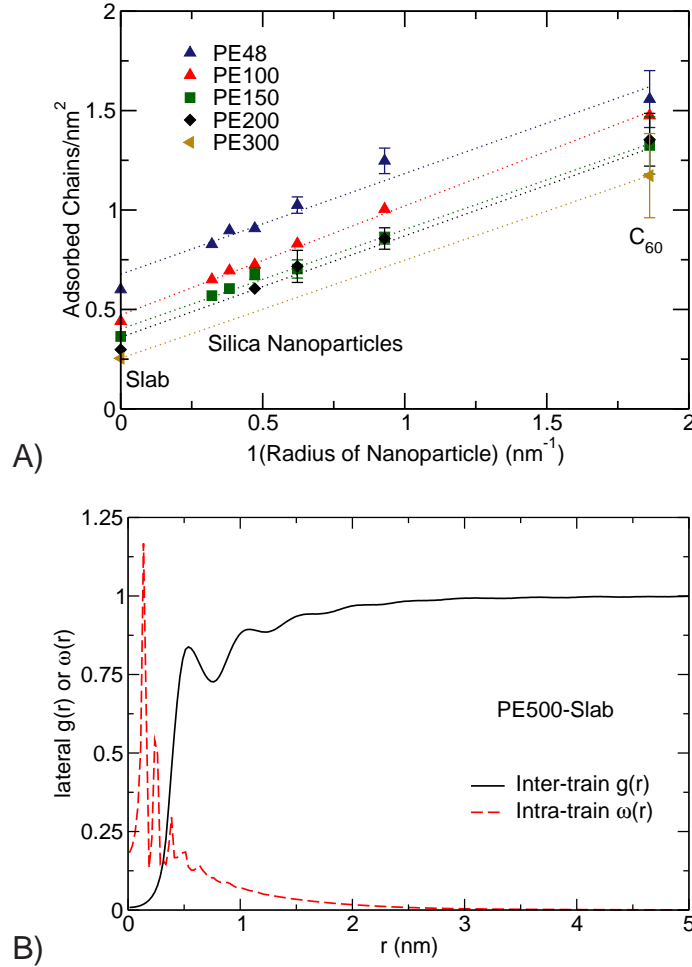 2
1.5
1
0.5
0
Adsorbed Chains/nm²
PE48
PE100
PE150
PE200
PE300
C₆₀
Silica Nanoparticles
Slab
0 0.5 1 1.5 2
1(Radius of Nanoparticle) (nm⁻¹)
A)
1.25
1
0.75
0.5
0.25
0
lateral g(r) or ω(r)
PE500-Slab
Inter-train g(r)
Intra-train ω(r)
0 1 2 3 4 5
r (nm)
B)